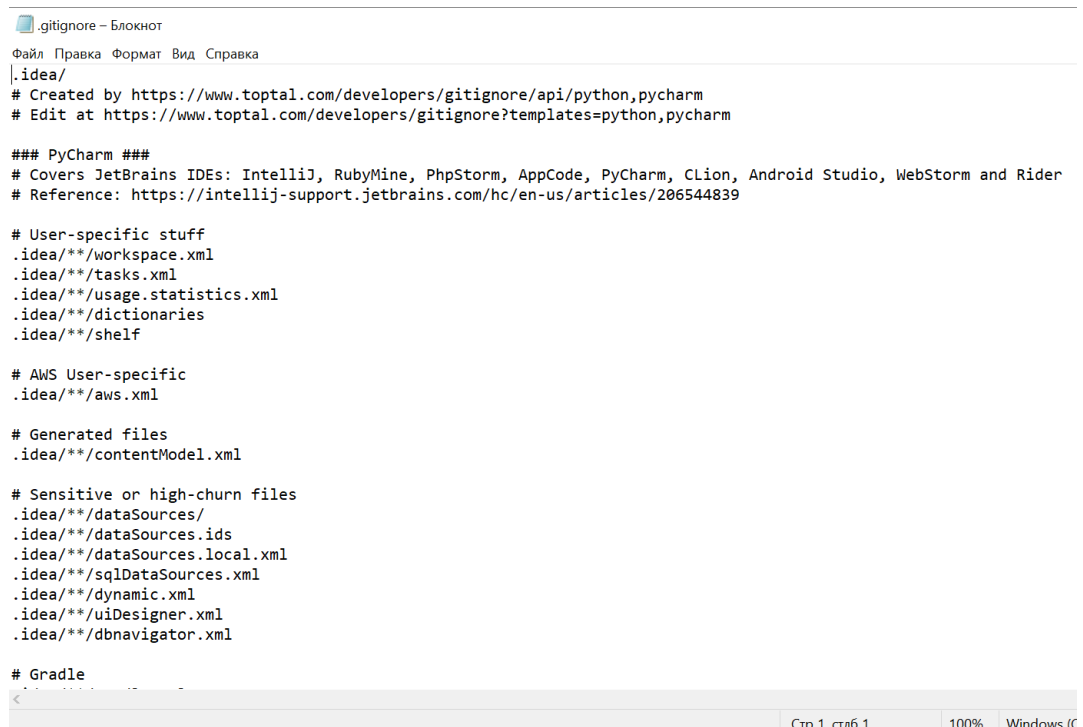 .gitignore – Блокнот
Файл Правка Формат Вид Справка
.idea/
# Created by https://www.toptal.com/developers/gitignore/api/python,pycharm
# Edit at https://www.toptal.com/developers/gitignore?templates=python,pycharm
### PyCharm ###
# Covers JetBrains IDEs: IntelliJ, RubyMine, PhpStorm, AppCode, PyCharm, CLion, Android Studio, WebStorm and Rider
# Reference: https://intellij-support.jetbrains.com/hc/en-us/articles/206544839
# User-specific stuff
.idea/**/workspace.xml
.idea/**/tasks.xml
.idea/**/usage.statistics.xml
.idea/**/dictionaries
.idea/**/shelf
# AWS User-specific
.idea/**/aws.xml
# Generated files
.idea/**/contentModel.xml
# Sensitive or high-churn files
.idea/**/dataSources/
.idea/**/dataSources.ids
.idea/**/dataSources.local.xml
.idea/**/sqlDataSources.xml
.idea/**/dynamic.xml
.idea/**/uiDesigner.xml
.idea/**/dbnavigator.xml
# Gradle
Стр 1, стлб 1 100% Windows (